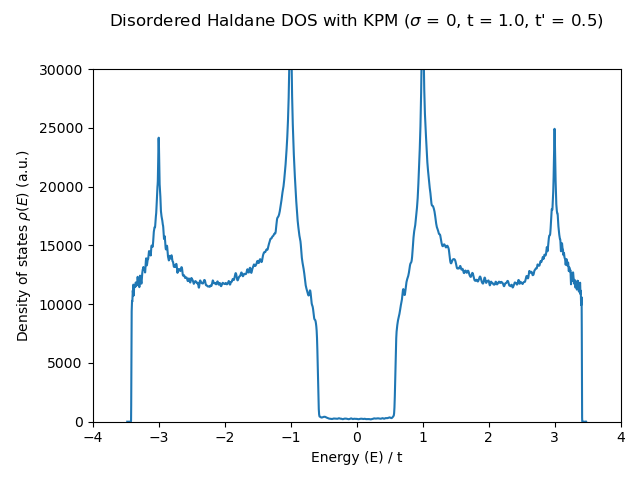 Disordered Haldane DOS with KPM (σ = 0, t = 1.0, t' = 0.5)
30000
25000
20000
15000
10000
5000
0
Density of states ρ(E) (a.u.)
−4 −3 −2 −1 0 1 2 3 4
Energy (E) / t